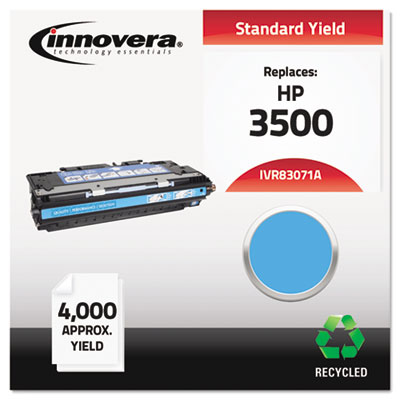 innovera
technology essentials
Standard Yield
Replaces:
HP
3500
IVR83071A
4,000
APPROX.
YIELD
RECYCLED